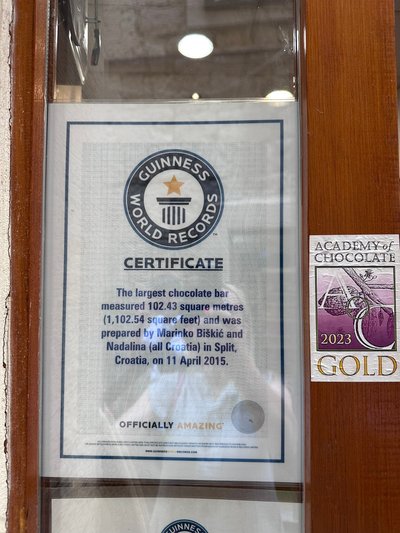 GUINNESS
WORLD RECORDS
CERTIFICATE
The largest chocolate bar
measured 102.43 square metres
(1,102.54 square feet) and was
prepared by Marinko Biškić and
Nadalina (all Croatia) in Split,
Croatia, on 11 April 2015.
OFFICIALLY AMAZING
ACADEMY of
CHOCOLATE
2023
GOLD
GUINNESS